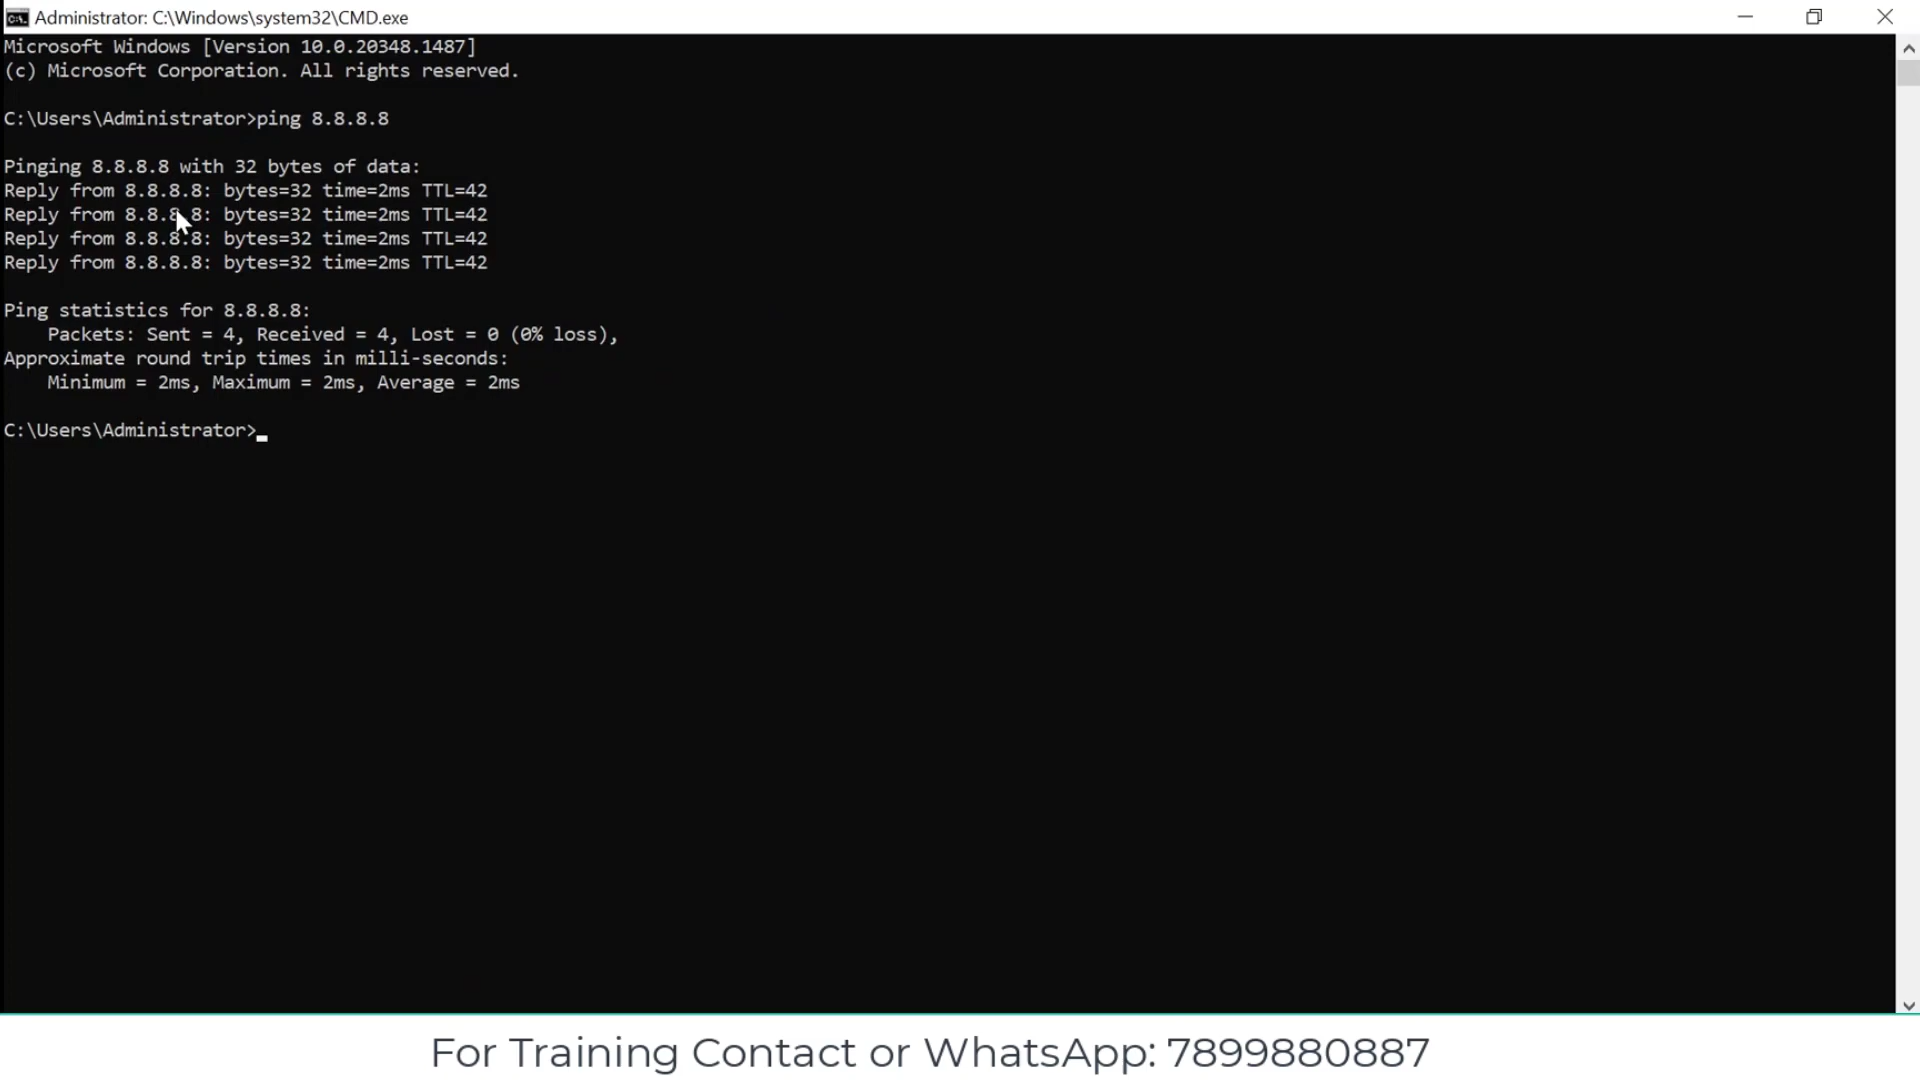 Administrator: C:\Windows\system32\CMD.exe
Microsoft Windows [Version 10.0.20348.1487]
(c) Microsoft Corporation. All rights reserved.
C:\Users\Administrator>ping 8.8.8.8
Pinging 8.8.8.8 with 32 bytes of data:
Reply from 8.8.8.8: bytes=32 time=2ms TTL=42
Reply from 8.8.8.8: bytes=32 time=2ms TTL=42
Reply from 8.8.8.8: bytes=32 time=2ms TTL=42
Reply from 8.8.8.8: bytes=32 time=2ms TTL=42
Ping statistics for 8.8.8.8:
    Packets: Sent = 4, Received = 4, Lost = 0 (0% loss),
Approximate round trip times in milli-seconds:
    Minimum = 2ms, Maximum = 2ms, Average = 2ms
C:\Users\Administrator>
For Training Contact or WhatsApp: 7899880887